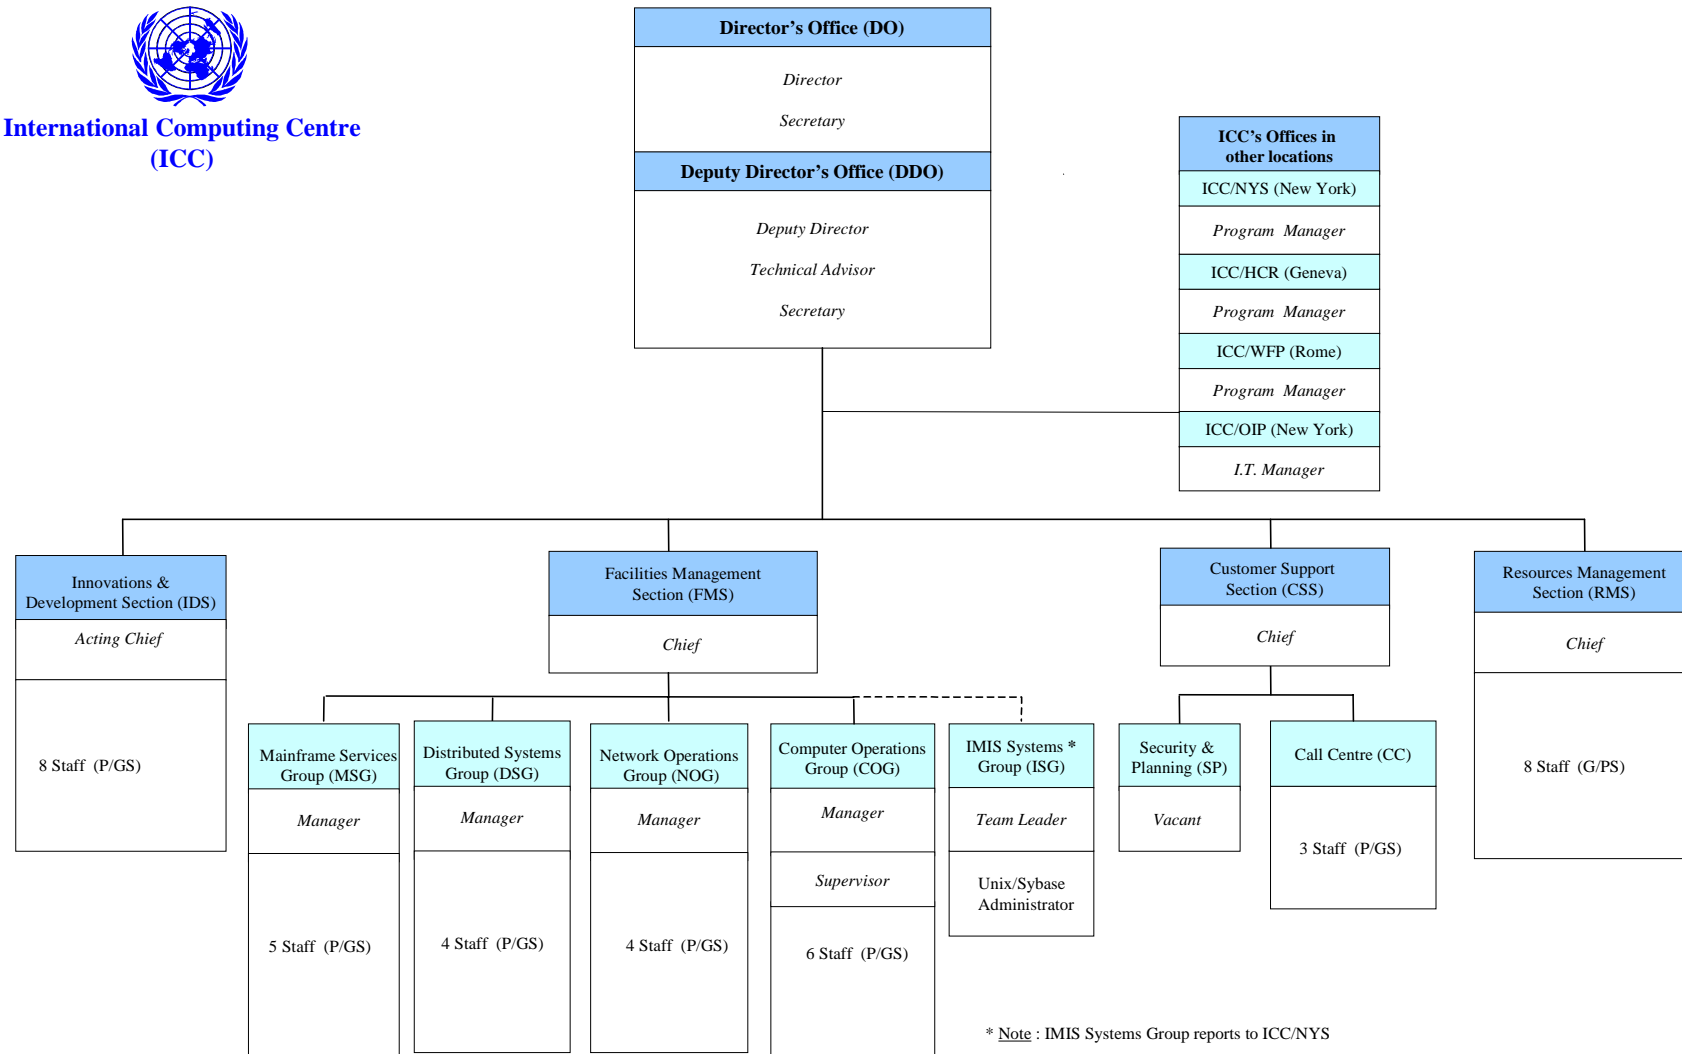 International Computing Centre
(ICC)
Director's Office (DO)
Director
Secretary
Deputy Director's Office (DDO)
Deputy Director
Technical Advisor
Secretary
ICC's Offices in
other locations
ICC/NYS (New York)
Program Manager
ICC/HCR (Geneva)
Program Manager
ICC/WFP (Rome)
Program Manager
ICC/OIP (New York)
I.T. Manager
Innovations &
Development Section (IDS)
Acting Chief
8 Staff (P/GS)
Facilities Management
Section (FMS)
Chief
Mainframe Services
Group (MSG)
Manager
5 Staff (P/GS)
Distributed Systems
Group (DSG)
Manager
4 Staff (P/GS)
Network Operations
Group (NOG)
Manager
4 Staff (P/GS)
Computer Operations
Group (COG)
Manager
Supervisor
6 Staff (P/GS)
IMIS Systems *
Group (ISG)
Team Leader
Unix/Sybase
Administrator
Customer Support
Section (CSS)
Chief
Security &
Planning (SP)
Vacant
Call Centre (CC)
3 Staff (P/GS)
Resources Management
Section (RMS)
Chief
8 Staff (G/PS)
* Note : IMIS Systems Group reports to ICC/NYS